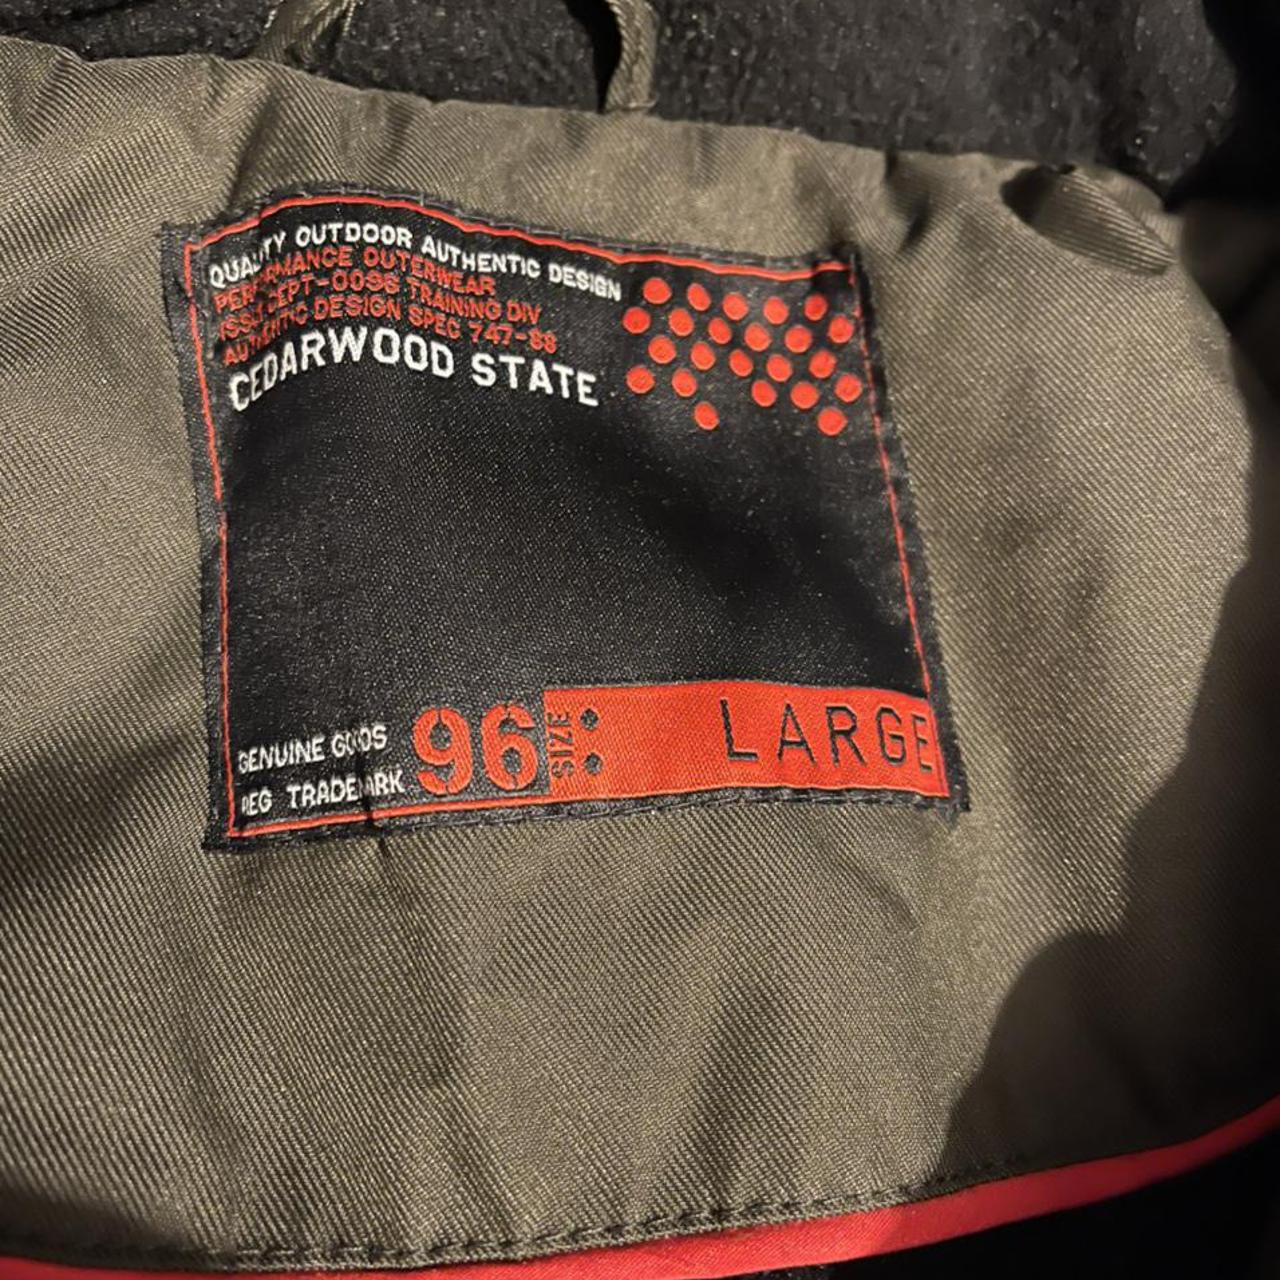 QUALITY OUTDOOR AUTHENTIC DESIGN
PERFORMANCE OUTERWEAR
DEPT-0096 TRAINING DIV
AUTHENTIC DESIGN SPEC 747-88
CEDARWOOD STATE
GENUINE GOODS
REG TRADEMARK
96
SIZE : LARGE